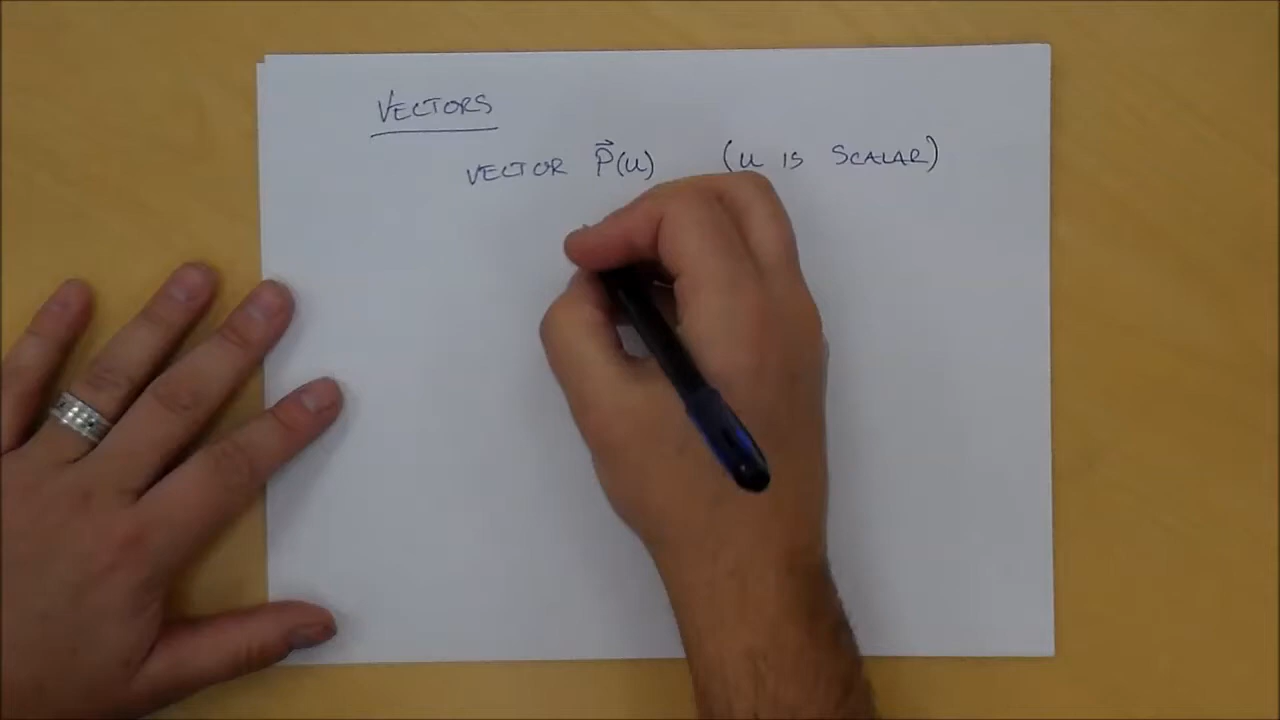 VECTORS
VECTOR P⃗(u) (u IS SCALAR)